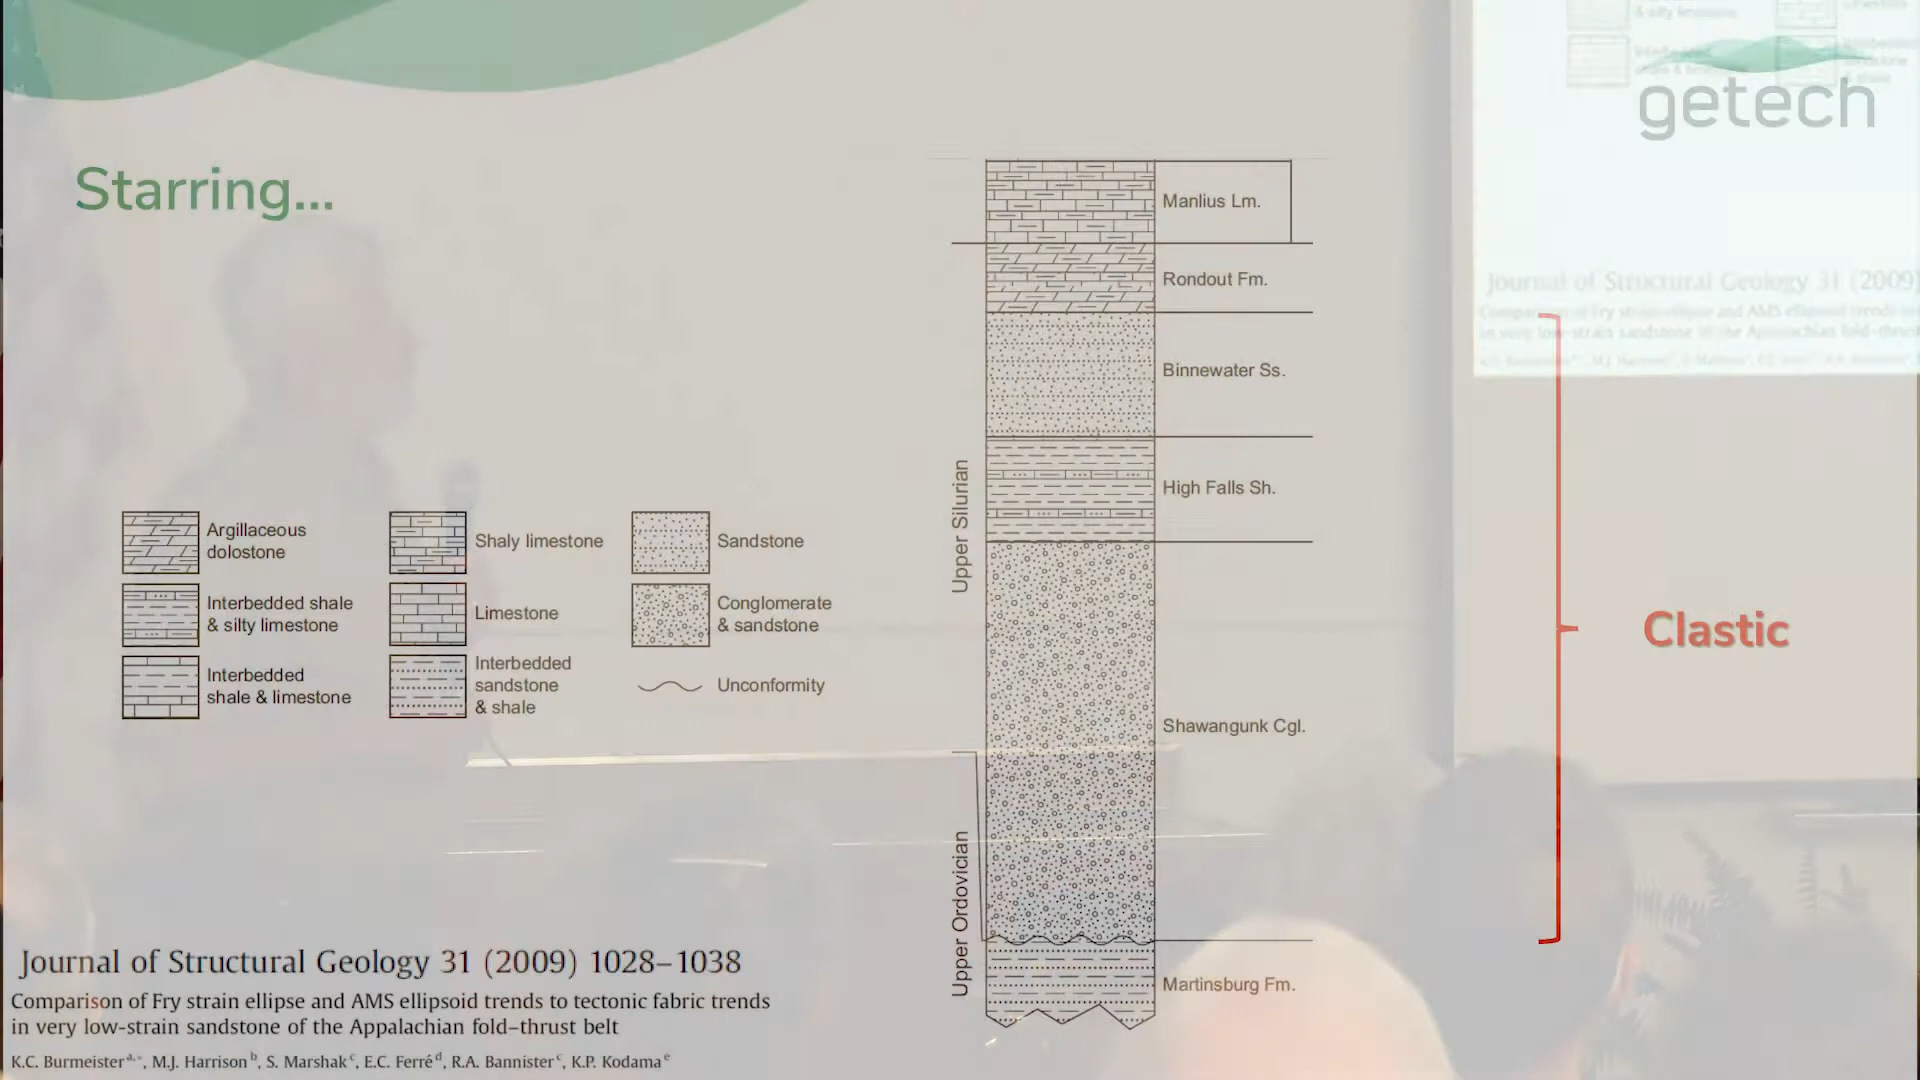 getech
Starring...
Manlius Lm.
Rondout Fm.
Binnewater Ss.
High Falls Sh.
Shawangunk Cgl.
Martinsburg Fm.
Upper Silurian
Upper Ordovician
Clastic
Argillaceous
dolostone
Shaly limestone
Sandstone
Interbedded shale
& silty limestone
Limestone
Conglomerate
& sandstone
Interbedded
shale & limestone
Interbedded
sandstone
& shale
Unconformity
Journal of Structural Geology 31 (2009) 1028–1038
Comparison of Fry strain ellipse and AMS ellipsoid trends to tectonic fabric trends
in very low-strain sandstone of the Appalachian fold–thrust belt
K.C. Burmeister a,*, M.J. Harrison b, S. Marshak c, E.C. Ferré d, R.A. Bannister c, K.P. Kodama e
& silty limestone
Journal of Structural Geology 31 (2009)